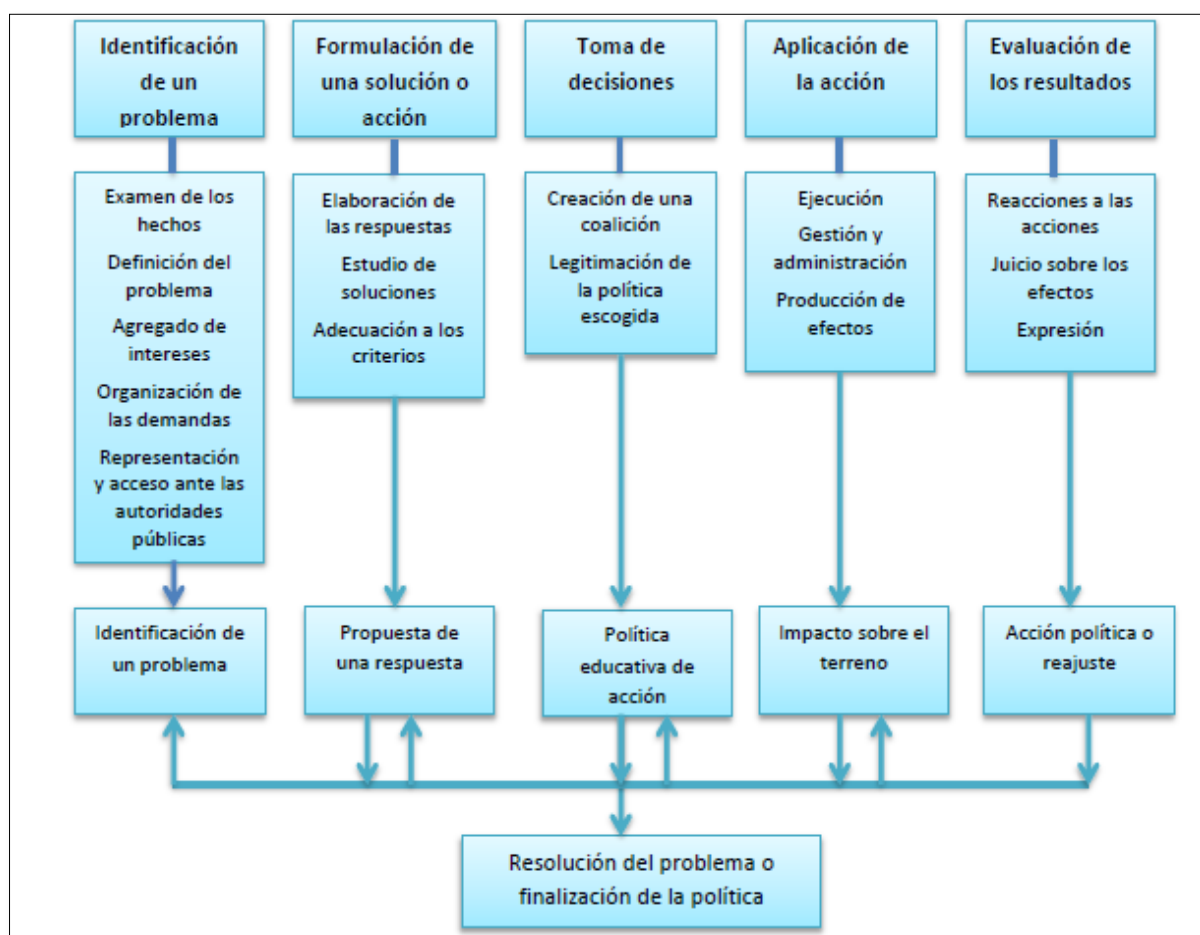 Identificación
de un
problema
Formulación de
una solución o
acción
Toma de
decisiones
Aplicación de
la acción
Evaluación de
los resultados
Examen de los
hechos
Definición del
problema
Agregado de
intereses
Organización de
las demandas
Representación
y acceso ante las
autoridades
públicas
Elaboración de
las respuestas
Estudio de
soluciones
Adecuación a los
criterios
Creación de una
coalición
Legitimación de
la política
escogida
Ejecución
Gestión y
administración
Producción de
efectos
Reacciones a las
acciones
Juicio sobre los
efectos
Expresión
Identificación de
un problema
Propuesta de
una respuesta
Política
educativa de
acción
Impacto sobre el
terreno
Acción política o
reajuste
Resolución del problema o
finalización de la política